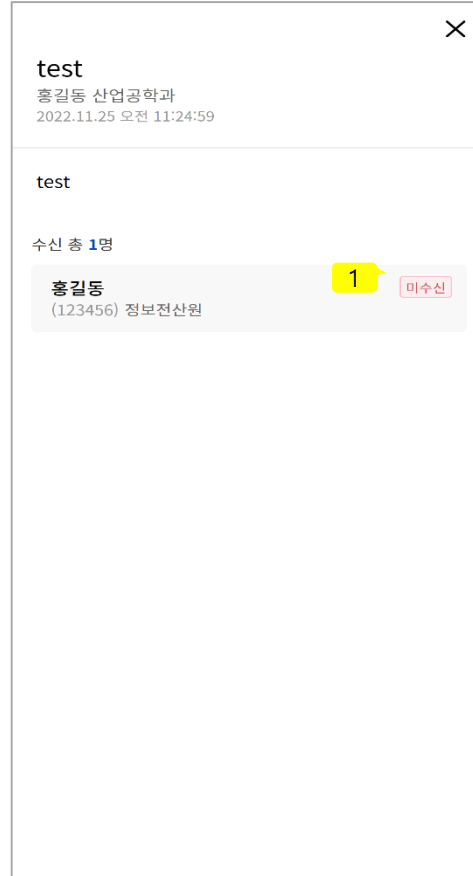 test
홍길동 산업공학과
2022.11.25 오전 11:24:59
test
수신 총 1명
홍길동
1
미수신
(123456) 정보전산원